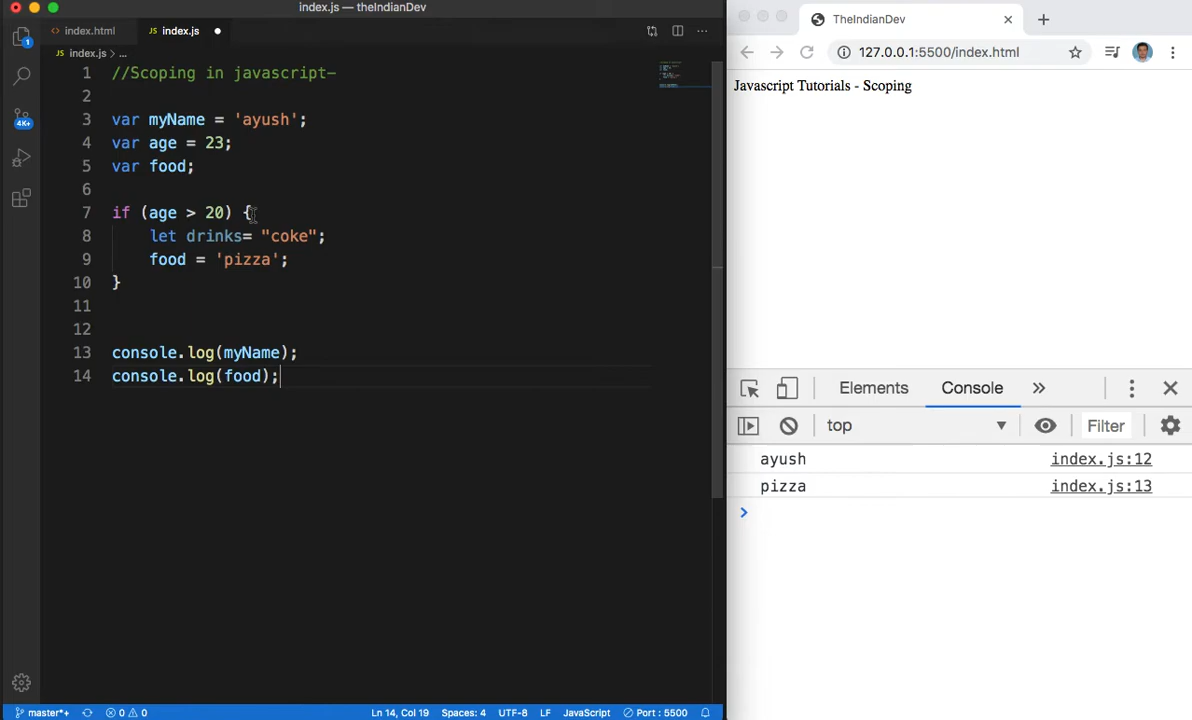 index.js — theIndianDev
index.html
index.js
index.js > ...
1 //Scoping in javascript-
2
3 var myName = 'ayush';
4 var age = 23;
5 var food;
6
7 if (age > 20) {
8 let drinks= "coke";
9 food = 'pizza';
10 }
11
12
13 console.log(myName);
14 console.log(food);
1
4K+
master*+
0
0
Ln 14, Col 19
Spaces: 4
UTF-8
LF
JavaScript
Port : 5500
TheIndianDev
127.0.0.1:5500/index.html
Javascript Tutorials - Scoping
Elements
Console
»
top
Filter
ayush index.js:12
pizza index.js:13
>